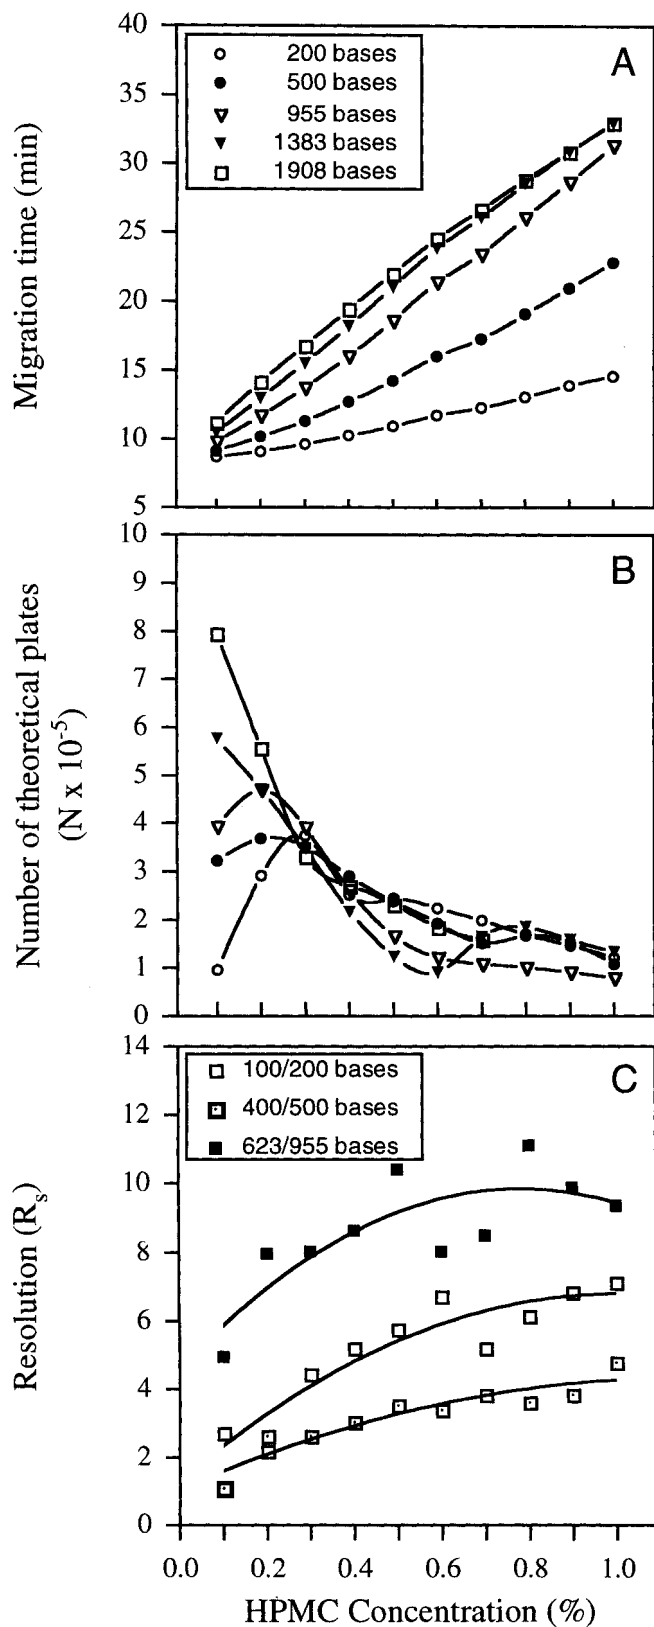 40
35
30
25
20
15
10
5
Migration time (min)
200 bases
500 bases
955 bases
1383 bases
1908 bases
A
10
9
8
7
6
5
4
3
2
1
0
Number of theoretical plates
(N x 10⁻⁵)
B
14
12
10
8
6
4
2
0
Resolution (Rₛ)
100/200 bases
400/500 bases
623/955 bases
C
0.0 0.2 0.4 0.6 0.8 1.0
HPMC Concentration (%)